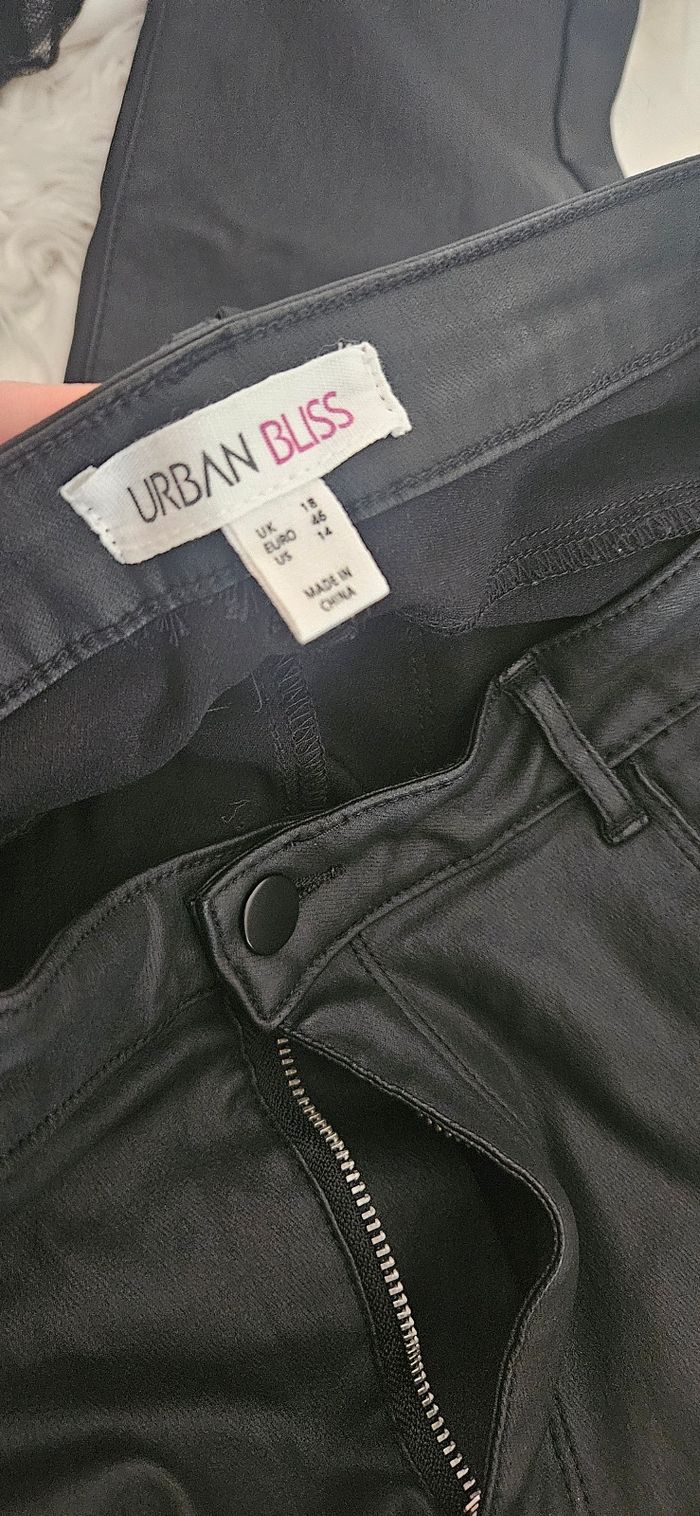 URBAN BLISS
UK 18
EURO 46
US 14
MADE IN
CHINA